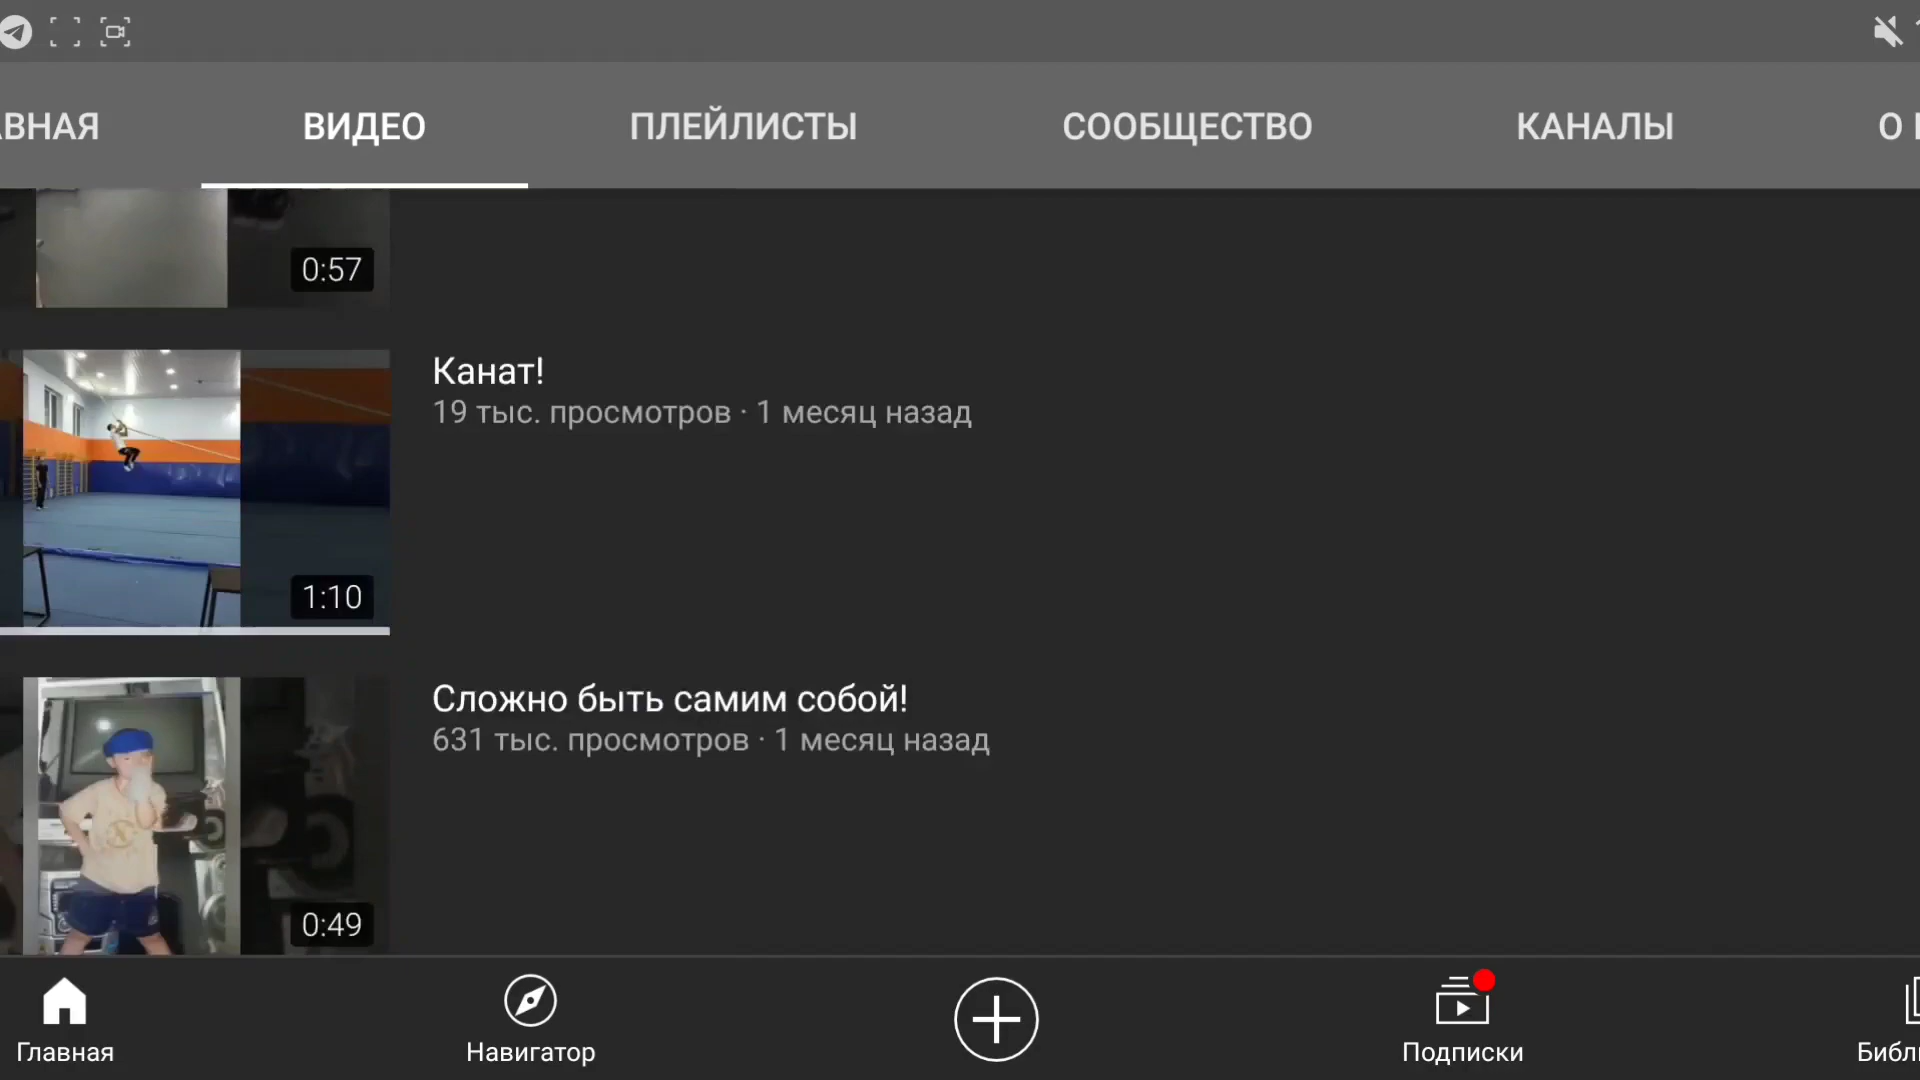 ВИДЕО
ПЛЕЙЛИСТЫ
СООБЩЕСТВО
КАНАЛЫ
0:57
Канат!
19 тыс. просмотров · 1 месяц назад
1:10
Сложно быть самим собой!
631 тыс. просмотров · 1 месяц назад
0:49
Главная
Навигатор
Подписки